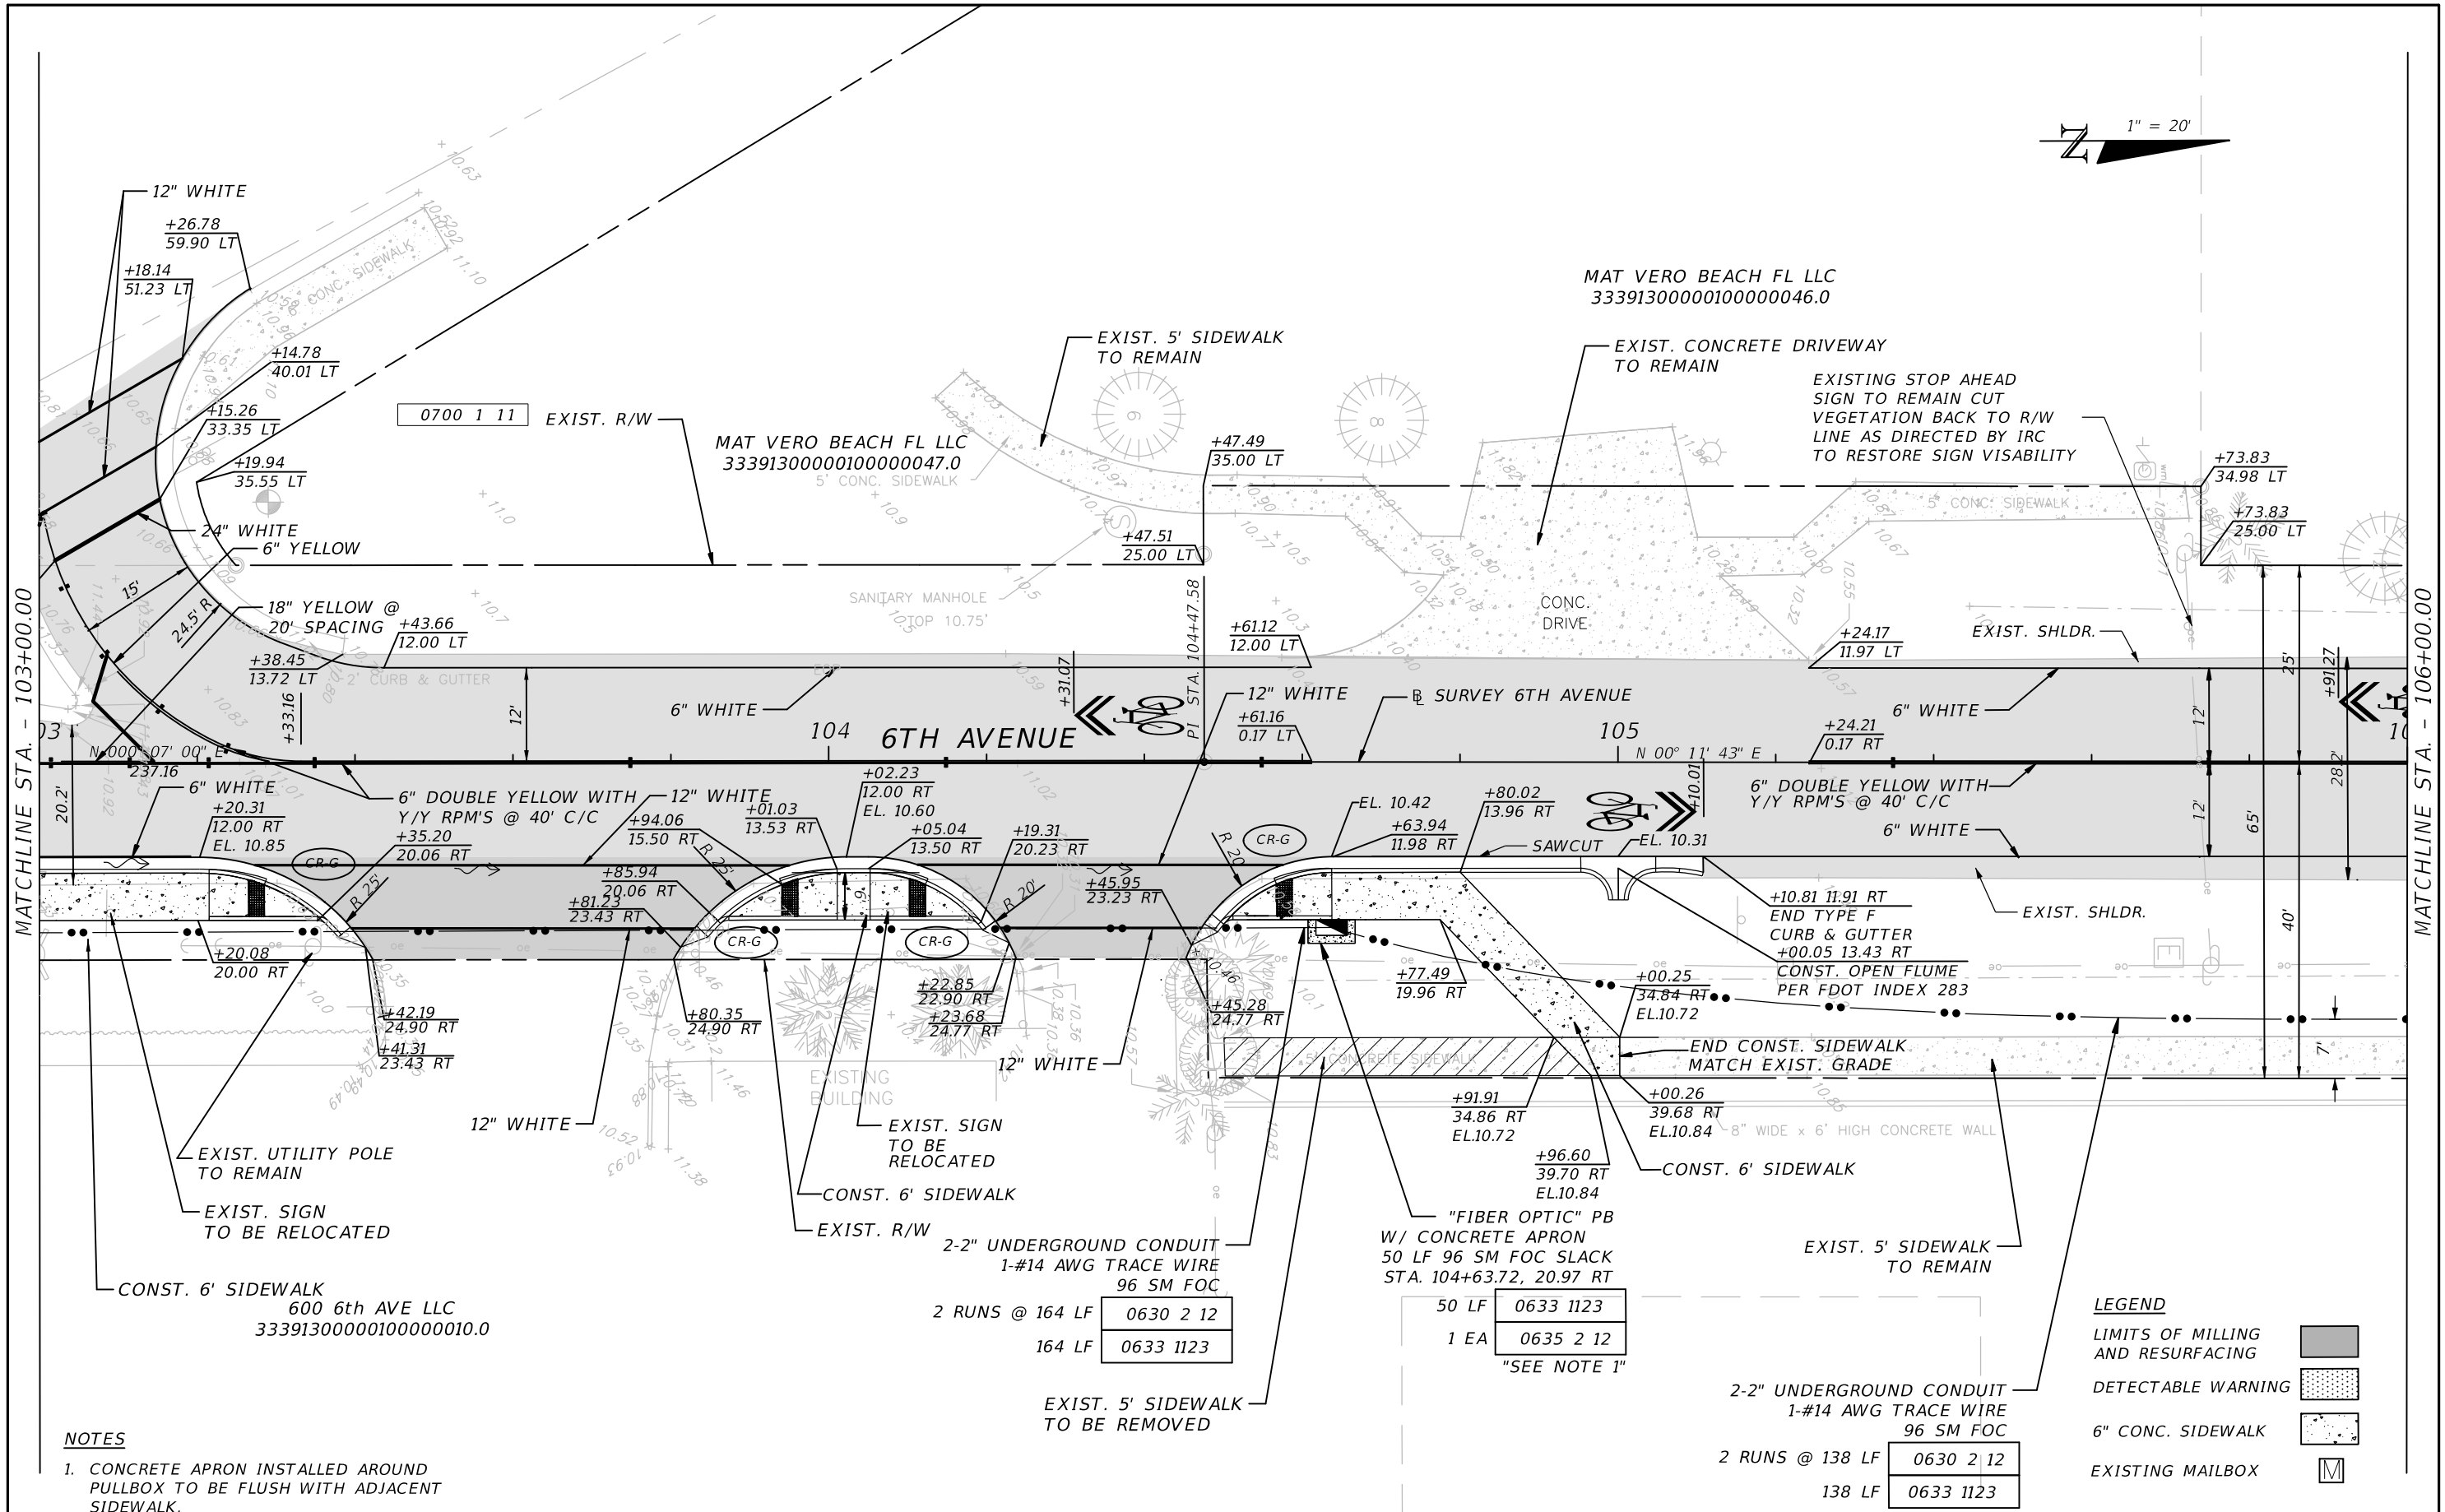 1" = 20'
N
12" WHITE
+26.78
59.90 LT
+18.14
51.23 LT
+14.78
40.01 LT
+15.26
33.35 LT
+19.94
35.55 LT
24" WHITE
6" YELLOW
15'
24.5' R
18" YELLOW @
20' SPACING
+43.66
12.00 LT
+38.45
13.72 LT
2' CURB & GUTTER
+33.16
CONC. SIDEWALK
10.63
11.10
0700 1 11
EXIST. R/W
MAT VERO BEACH FL LLC
33391300000100000047.0
5' CONC. SIDEWALK
EXIST. 5' SIDEWALK
TO REMAIN
MAT VERO BEACH FL LLC
33391300000100000046.0
EXIST. CONCRETE DRIVEWAY
TO REMAIN
EXISTING STOP AHEAD
SIGN TO REMAIN CUT
VEGETATION BACK TO R/W
LINE AS DIRECTED BY IRC
TO RESTORE SIGN VISABILITY
+47.49
35.00 LT
+47.51
25.00 LT
+73.83
34.98 LT
+73.83
25.00 LT
5' CONC. SIDEWALK
SANITARY MANHOLE
TOP 10.75'
CONC.
DRIVE
+61.12
12.00 LT
+24.17
11.97 LT
EXIST. SHLDR.
PI STA. 104+47.58
+31.07
+91.27
12'
6" WHITE
EOP
12" WHITE
+61.16
0.17 LT
℄ SURVEY 6TH AVENUE
6" WHITE
+24.21
0.17 RT
12'
25'
28.2'
MATCHLINE STA. - 103+00.00
MATCHLINE STA. - 106+00.00
03
104
6TH AVENUE
105
10
N 000° 07' 00" E
237.16
N 00° 11' 43" E
6" WHITE
20.2'
6" DOUBLE YELLOW WITH
Y/Y RPM'S @ 40' C/C
12" WHITE
+20.31
12.00 RT
EL. 10.85
+35.20
20.06 RT
CR-G
+94.06
15.50 RT
+01.03
13.53 RT
+02.23
12.00 RT
EL. 10.60
+05.04
13.50 RT
+19.31
20.23 RT
CR-G
EL. 10.42
+63.94
11.98 RT
+80.02
13.96 RT
+10.01
6" DOUBLE YELLOW WITH
Y/Y RPM'S @ 40' C/C
6" WHITE
12'
65'
SAWCUT
EL. 10.31
R 25'
R 25'
R 20'
R 20'
+85.94
20.06 RT
+81.23
23.43 RT
6'
+45.95
23.23 RT
+10.81 11.91 RT
END TYPE F
CURB & GUTTER
+00.05 13.43 RT
CONST. OPEN FLUME
PER FDOT INDEX 283
EXIST. SHLDR.
40'
CR-G
CR-G
+20.08
20.00 RT
+42.19
24.90 RT
+41.31
23.43 RT
+80.35
24.90 RT
+22.85
22.90 RT
+23.68
24.77 RT
+45.28
24.77 RT
+77.49
19.96 RT
+00.25
34.84 RT
EL.10.72
7'
12" WHITE
5' CONCRETE SIDEWALK
END CONST. SIDEWALK
MATCH EXIST. GRADE
EXISTING
BUILDING
+91.91
34.86 RT
EL.10.72
+00.26
39.68 RT
EL.10.84
8" WIDE x 6' HIGH CONCRETE WALL
12" WHITE
EXIST. SIGN
TO BE
RELOCATED
+96.60
39.70 RT
EL.10.84
CONST. 6' SIDEWALK
EXIST. UTILITY POLE
TO REMAIN
CONST. 6' SIDEWALK
EXIST. SIGN
TO BE RELOCATED
EXIST. R/W
2-2" UNDERGROUND CONDUIT
1-#14 AWG TRACE WIRE
96 SM FOC
2 RUNS @ 164 LF 0630 2 12
164 LF 0633 1123
"FIBER OPTIC" PB
W/ CONCRETE APRON
50 LF 96 SM FOC SLACK
STA. 104+63.72, 20.97 RT
50 LF 0633 1123
1 EA 0635 2 12
"SEE NOTE 1"
EXIST. 5' SIDEWALK
TO REMAIN
CONST. 6' SIDEWALK
600 6th AVE LLC
33391300000100000010.0
EXIST. 5' SIDEWALK
TO BE REMOVED
2-2" UNDERGROUND CONDUIT
1-#14 AWG TRACE WIRE
96 SM FOC
2 RUNS @ 138 LF 0630 2 12
138 LF 0633 1123
LEGEND
LIMITS OF MILLING
AND RESURFACING
DETECTABLE WARNING
6" CONC. SIDEWALK
EXISTING MAILBOX
M
NOTES
1. CONCRETE APRON INSTALLED AROUND
PULLBOX TO BE FLUSH WITH ADJACENT
SIDEWALK.